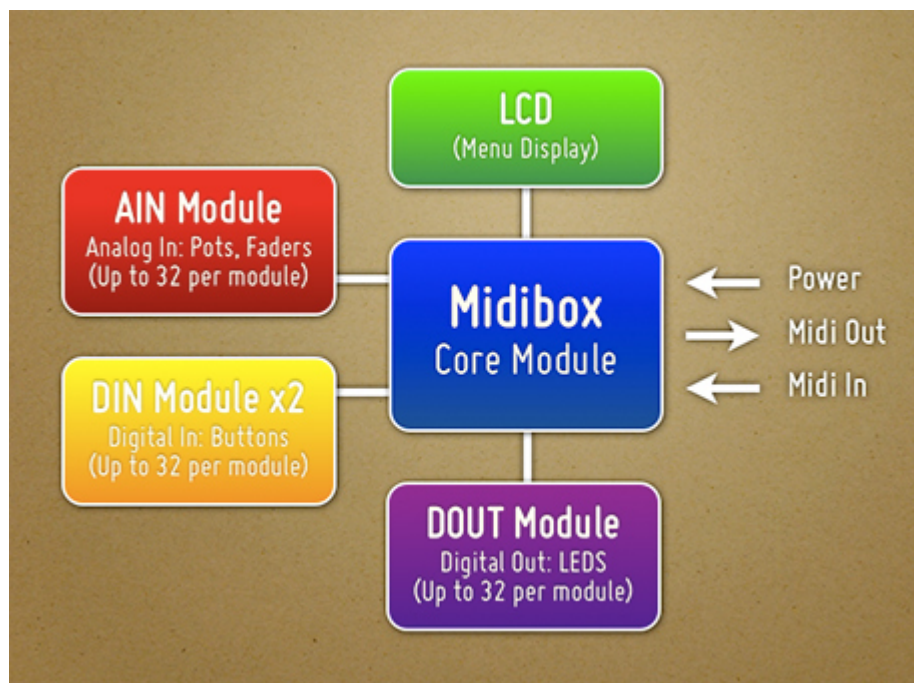 LCD
(Menu Display)
AIN Module
Analog In: Pots, Faders
(Up to 32 per module)
Midibox
Core Module
Power
Midi Out
Midi In
DIN Module x2
Digital In: Buttons
(Up to 32 per module)
DOUT Module
Digital Out: LEDS
(Up to 32 per module)